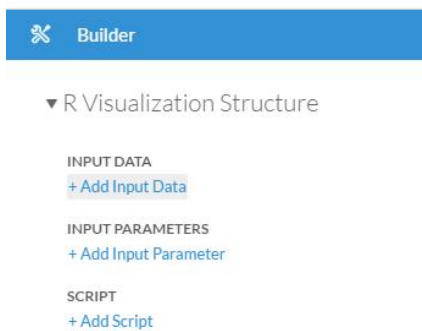 Builder
R Visualization Structure
INPUT DATA
+ Add Input Data
INPUT PARAMETERS
+ Add Input Parameter
SCRIPT
+ Add Script